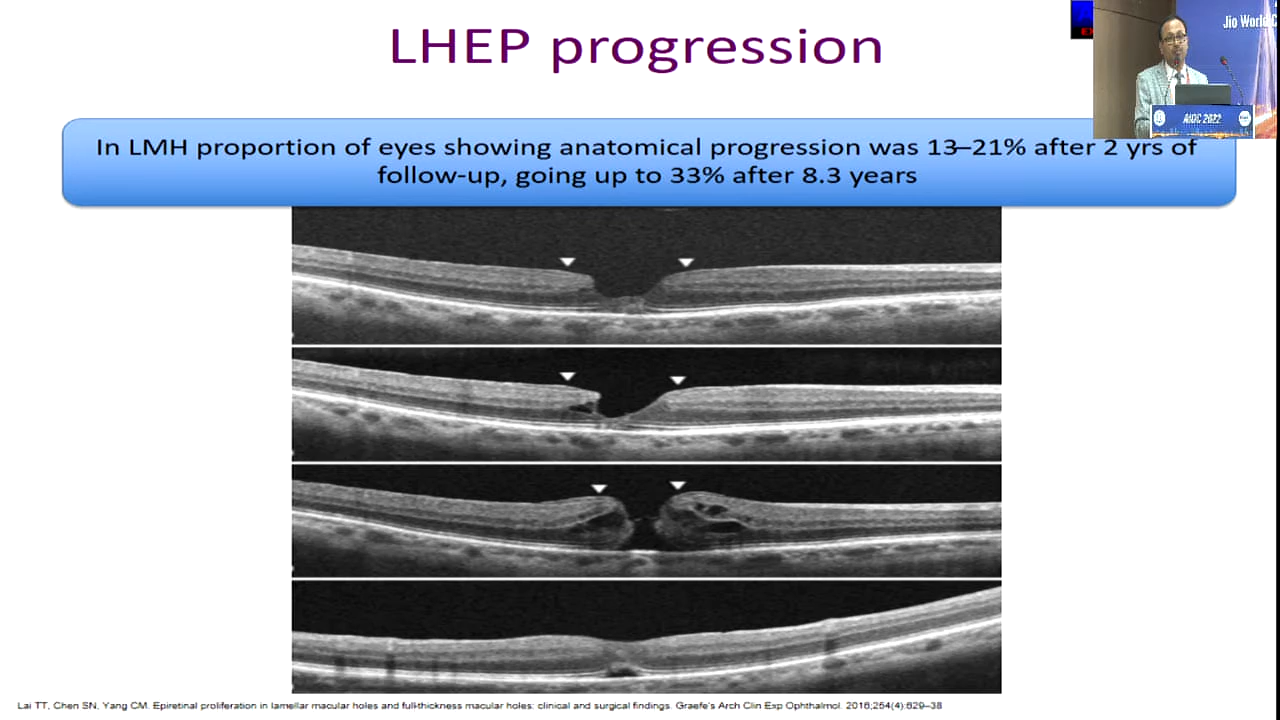 LHEP progression
Jio World C
AIOC 2022
In LMH proportion of eyes showing anatomical progression was 13–21% after 2 yrs of
follow-up, going up to 33% after 8.3 years
Lai TT, Chen SN, Yang CM. Epiretinal proliferation in lamellar macular holes and full-thickness macular holes: clinical and surgical findings. Graefe's Arch Clin Exp Ophthalmol. 2016;254(4):629–38